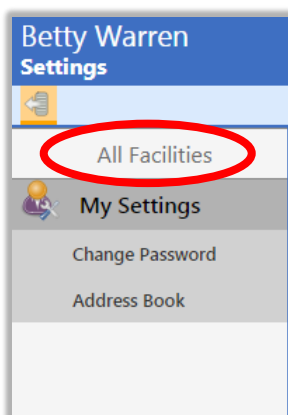 Betty Warren
Settings
All Facilities
My Settings
Change Password
Address Book